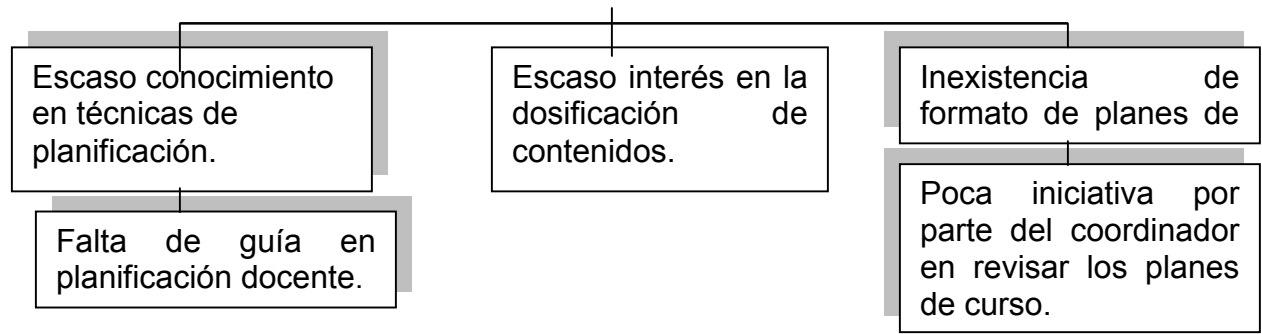 Escaso conocimiento
en técnicas de
planificación.
Falta de guía en
planificación docente.
Escaso interés en la
dosificación de
contenidos.
Inexistencia de
formato de planes de
Poca iniciativa por
parte del coordinador
en revisar los planes
de curso.